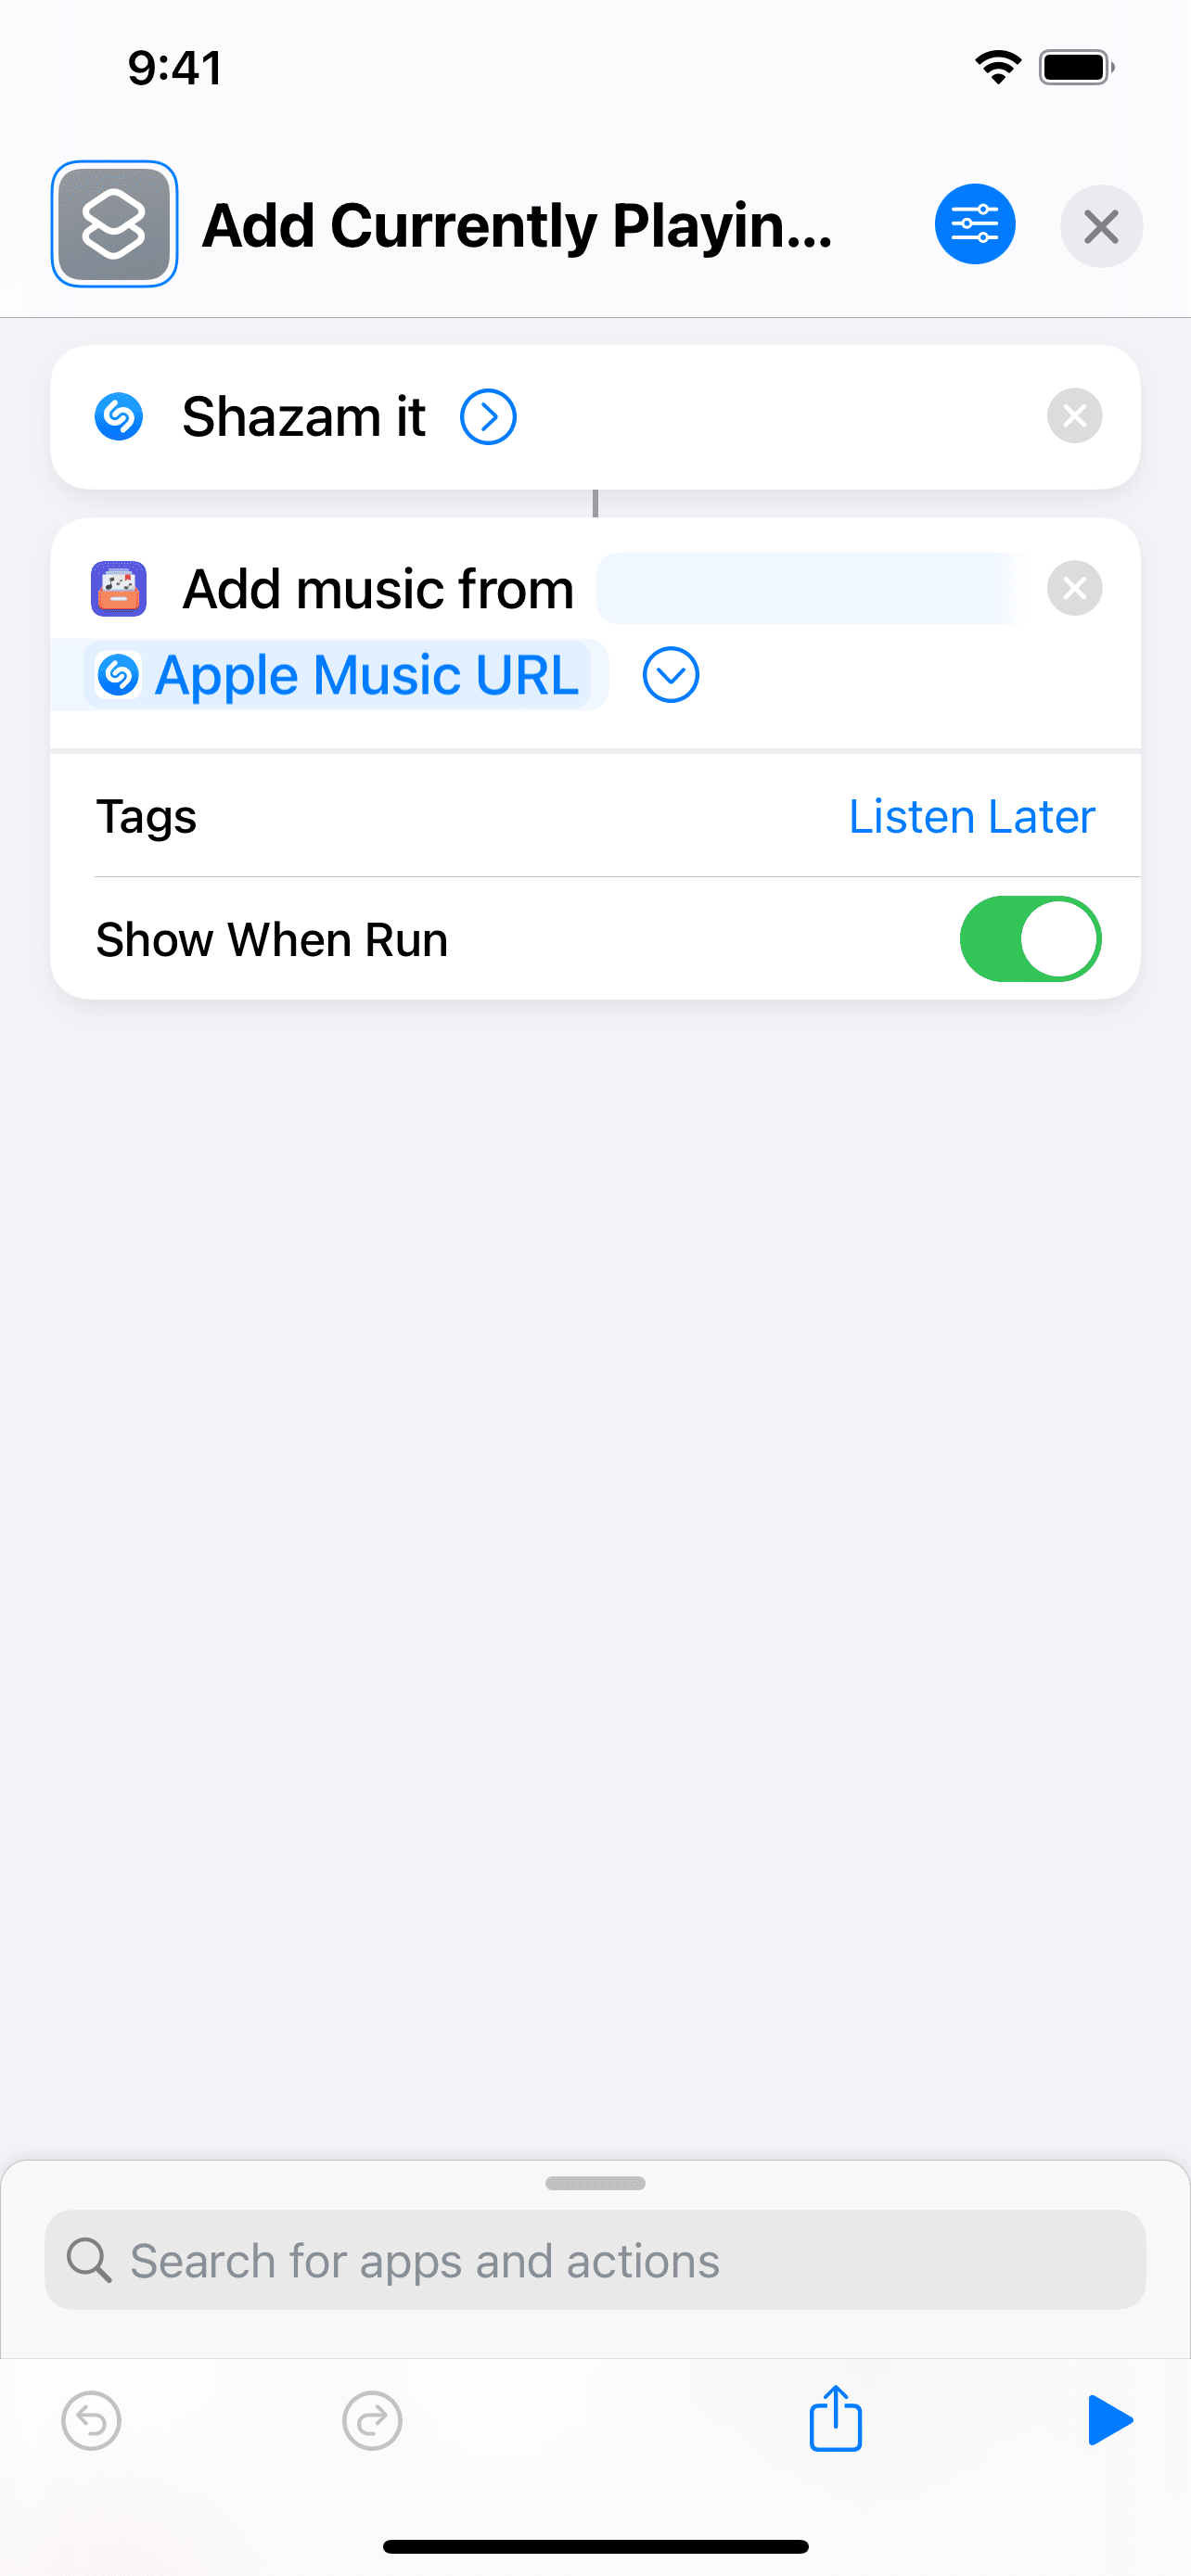 9:41
Add Currently Playin...
Shazam it
Add music from
Apple Music URL
Tags
Listen Later
Show When Run
Search for apps and actions